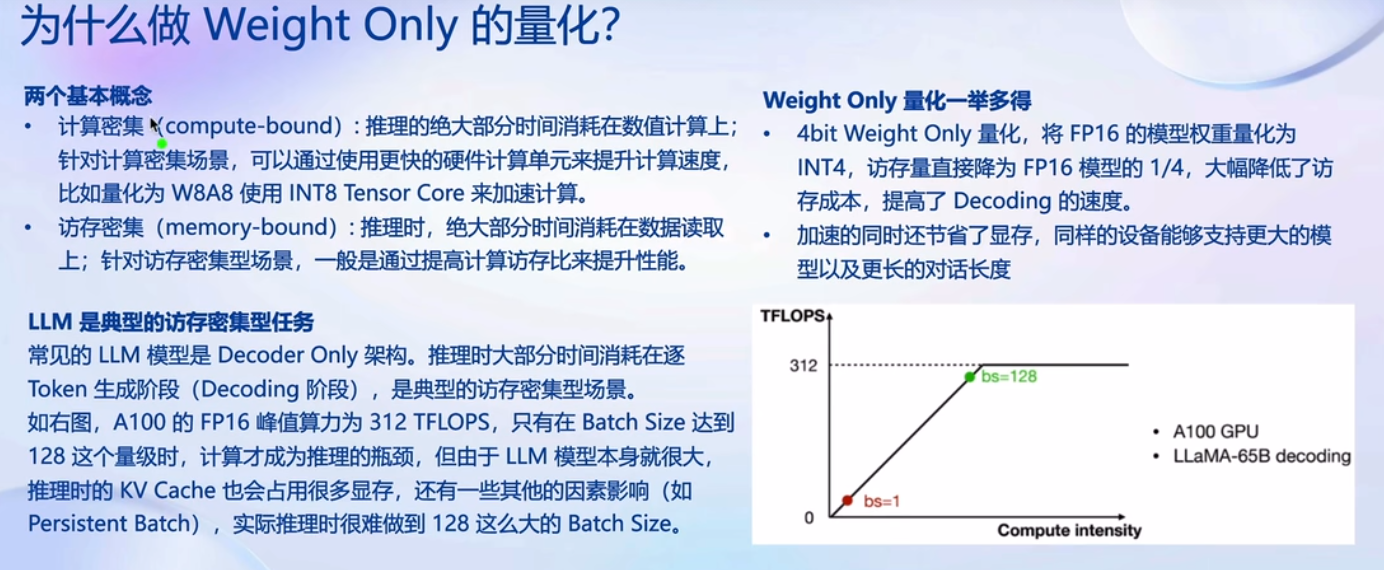 为什么做 Weight Only 的量化？
两个基本概念
• 计算密集（compute-bound）: 推理的绝大部分时间消耗在数值计算上；
针对计算密集场景，可以通过使用更快的硬件计算单元来提升计算速度，
比如量化为 W8A8 使用 INT8 Tensor Core 来加速计算。
• 访存密集（memory-bound）: 推理时，绝大部分时间消耗在数据读取
上；针对访存密集型场景，一般是通过提高计算访存比来提升性能。
LLM 是典型的访存密集型任务
常见的 LLM 模型是 Decoder Only 架构。推理时大部分时间消耗在逐
Token 生成阶段（Decoding 阶段），是典型的访存密集型场景。
如右图，A100 的 FP16 峰值算力为 312 TFLOPS，只有在 Batch Size 达到
128 这个量级时，计算才成为推理的瓶颈，但由于 LLM 模型本身就很大，
推理时的 KV Cache 也会占用很多显存，还有一些其他的因素影响（如
Persistent Batch），实际推理时很难做到 128 这么大的 Batch Size。
Weight Only 量化一举多得
• 4bit Weight Only 量化，将 FP16 的模型权重量化为
INT4，访存量直接降为 FP16 模型的 1/4，大幅降低了访
存成本，提高了 Decoding 的速度。
• 加速的同时还节省了显存，同样的设备能够支持更大的模
型以及更长的对话长度
TFLOPS
312
bs=128
• A100 GPU
• LLaMA-65B decoding
bs=1
0
Compute intensity